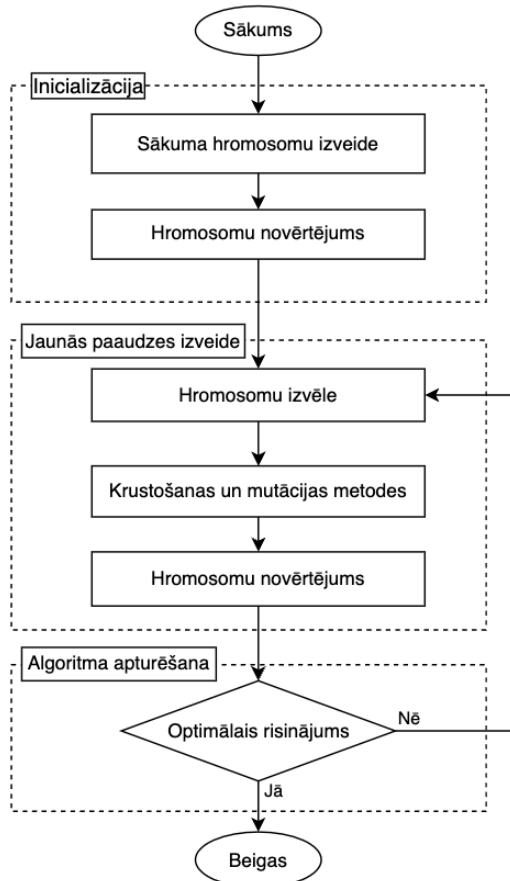 Sākums
Inicializācija
Sākuma hromosomu izveide
Hromosomu novērtējums
Jaunās paaudzes izveide
Hromosomu izvēle
Krustošanas un mutācijas metodes
Hromosomu novērtējums
Algoritma apturēšana
Optimālais risinājums
Nē
Jā
Beigas